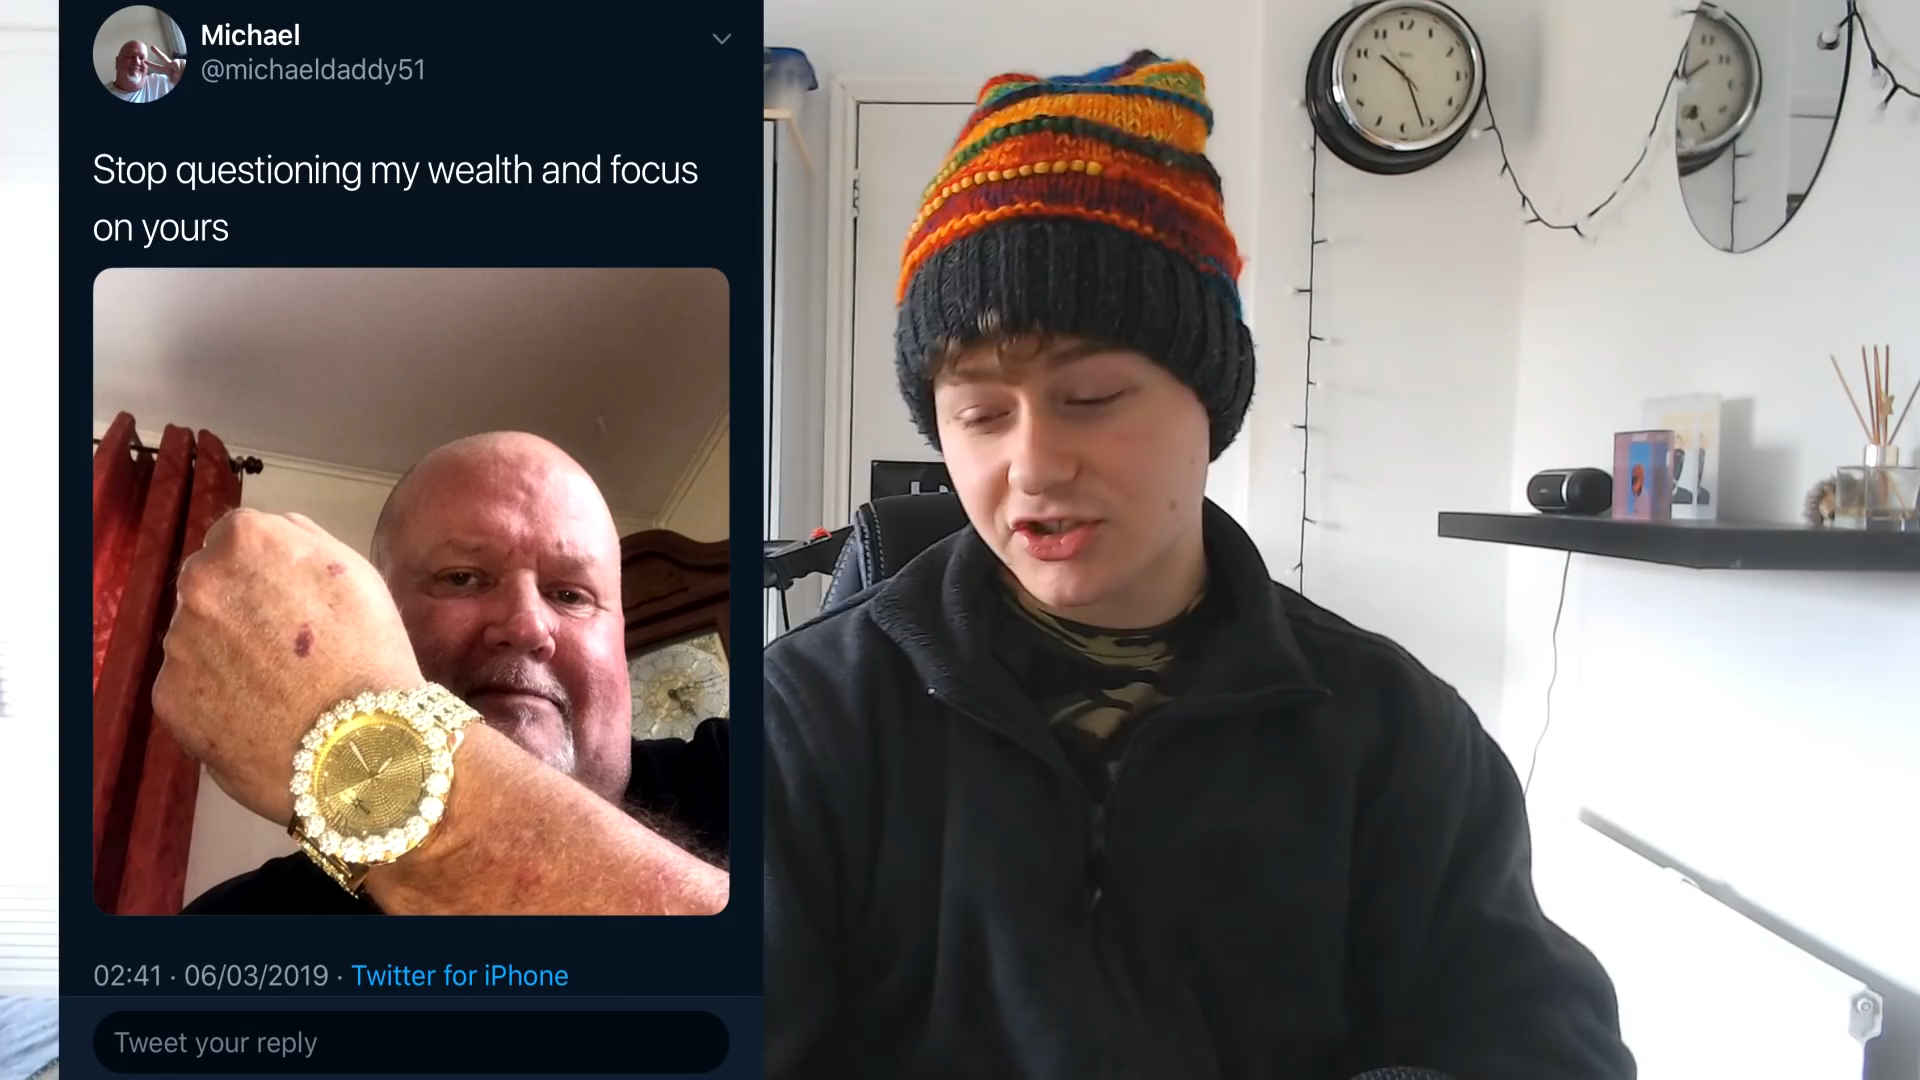 Michael
@michaeldaddy51
Stop questioning my wealth and focus
on yours
02:41 · 06/03/2019 · Twitter for iPhone
Tweet your reply